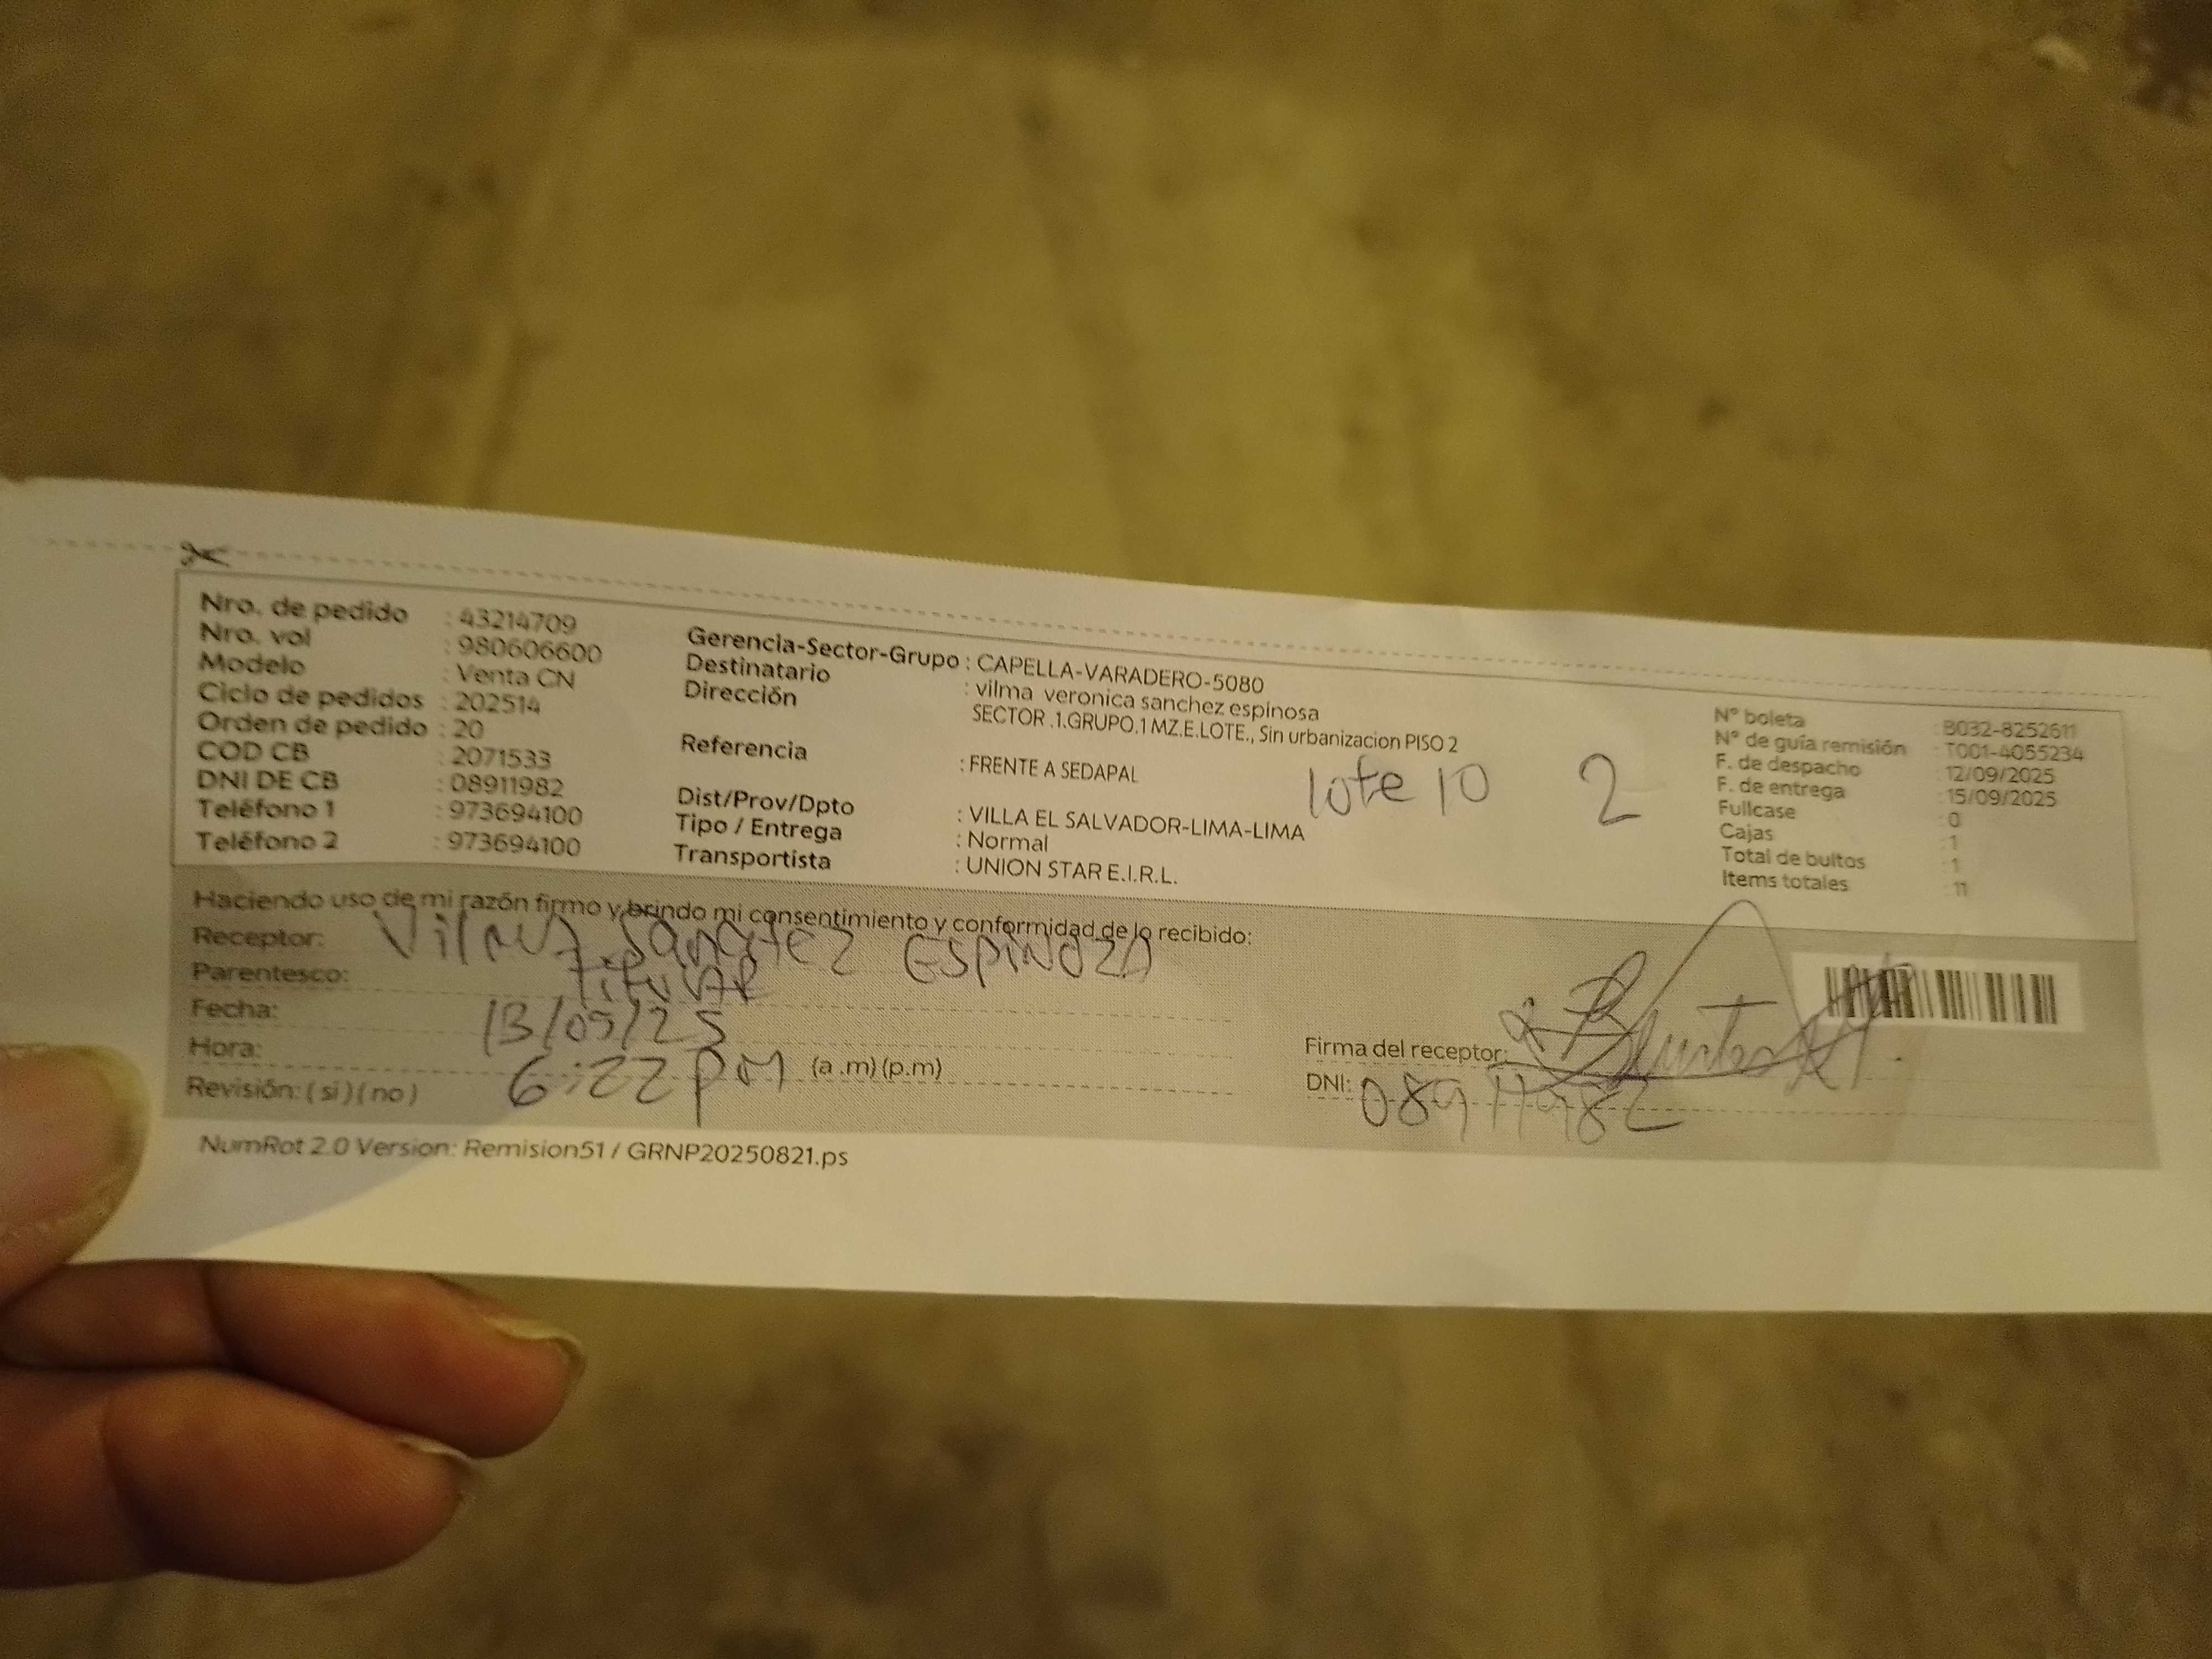 Nro. de pedido : 43214709
Nro. vol : 980606600
Modelo : Venta CN
Ciclo de pedidos : 202514
Orden de pedido : 20
COD CB : 2071533
DNI DE CB : 08911982
Teléfono 1 : 973694100
Teléfono 2 : 973694100
Gerencia-Sector-Grupo : CAPELLA-VARADERO-5080
Destinatario : vilma veronica sanchez espinosa
Dirección SECTOR .1.GRUPO.1 MZ.E.LOTE., Sin urbanizacion PISO 2
Referencia : FRENTE A SEDAPAL
lote 10 2
Dist/Prov/Dpto : VILLA EL SALVADOR-LIMA-LIMA
Tipo / Entrega : Normal
Transportista : UNION STAR E.I.R.L.
N° boleta : B032-8252611
N° de guía remisión : T001-4055234
F. de despacho : 12/09/2025
F. de entrega : 15/09/2025
Fullcase : 0
Cajas : 1
Total de bultos : 1
Items totales : 11
Haciendo uso de mi razón firmo y brindo mi consentimiento y conformidad de lo recibido:
Receptor: Vilma Sanchez ESPINOZA
Parentesco: titular
Fecha: 13/09/25
Hora: 6:22 pm (a .m) (p.m)
Revisión: ( si ) ( no )
Firma del receptor:
DNI: 08911982
NumRot 2.0 Version: Remision51 / GRNP20250821.ps